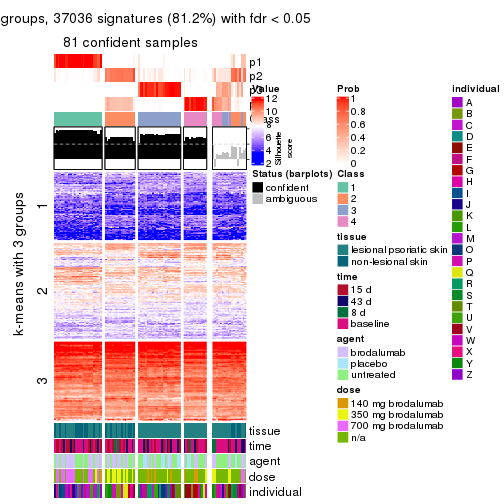 groups, 37036 signatures (81.2%) with fdr < 0.05
81 confident samples
p1
p2
k-means with 3 groups
1
2
3
tissue
time
agent
dose
individual
Value
12
10
8
6
4
2
Silhouette
score
Status (barplots)
confident
ambiguous
Prob
1
0.8
0.6
0.4
0.2
0
Class
1
2
3
4
tissue
lesional psoriatic skin
non-lesional skin
time
15 d
43 d
8 d
baseline
agent
brodalumab
placebo
untreated
dose
140 mg brodalumab
350 mg brodalumab
700 mg brodalumab
n/a
individual
A
B
C
D
E
F
G
H
I
J
K
L
M
O
P
Q
R
S
T
U
V
W
X
Y
Z